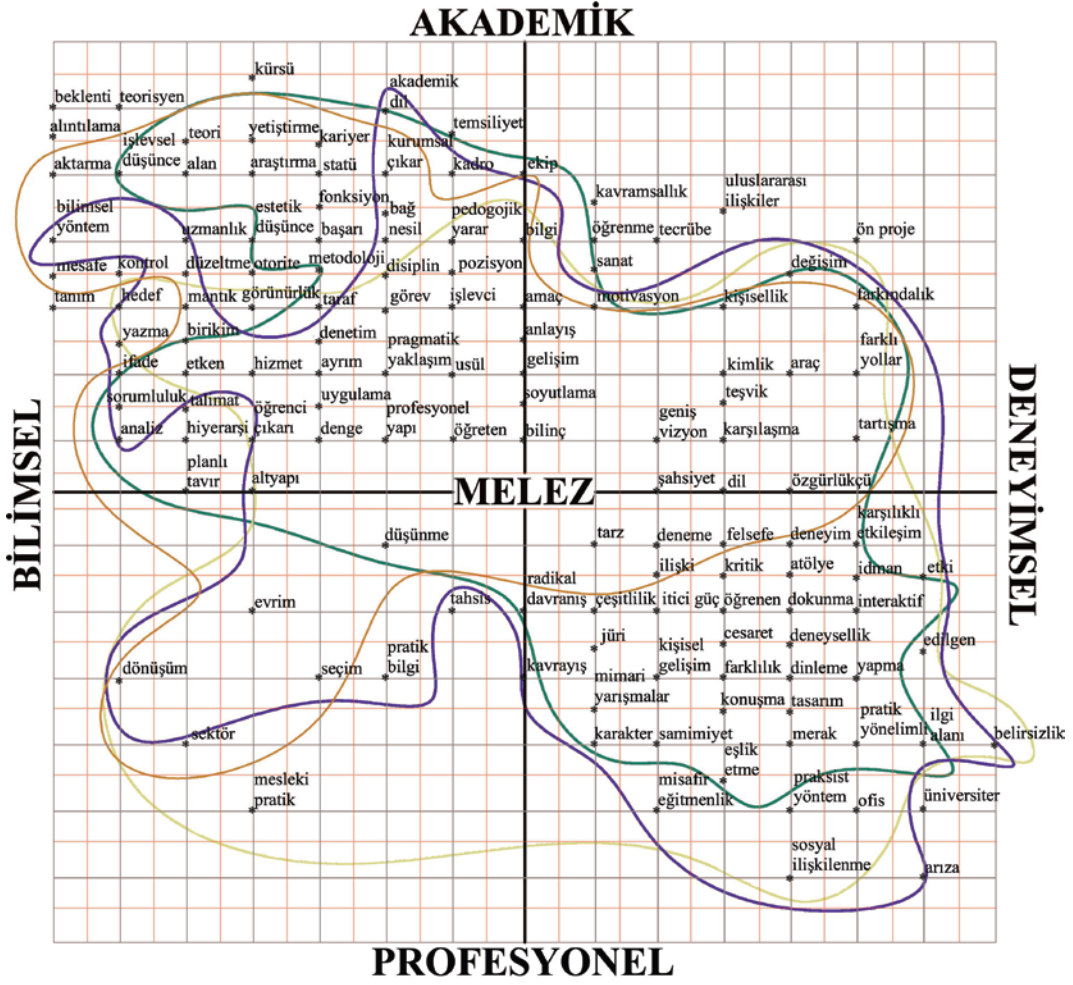 AKADEMİK
kürsü
akademik
dil
beklenti
teorisyen
temsiliyet
alıntılama
işlevsel
düşünce
teori
yetiştirme
kariyer
kurumsal
çıkar
aktarma
alan
araştırma
statü
kadro
ekip
kavramsallık
uluslararası
ilişkiler
bilimsel
yöntem
uzmanlık
estetik
düşünce
fonksiyon
başarı
bağ
nesil
pedogojik
yarar
bilgi
öğrenme
tecrübe
ön proje
mesafe
kontrol
düzeltme
otorite
metodoloji
disiplin
pozisyon
sanat
değişim
tanım
hedef
mantık
görünürlük
taraf
görev
işlevci
amaç
motivasyon
kişisellik
farkındalık
yazma
birikim
denetim
pragmatik
yaklaşım
anlayış
farklı
yollar
ifade
etken
hizmet
ayrım
usül
gelişim
kimlik
araç
sorumluluk
talimat
öğrenci
çıkarı
uygulama
profesyonel
yapı
soyutlama
geniş
vizyon
teşvik
analiz
hiyerarşi
denge
öğreten
bilinç
karşılaşma
tartışma
planlı
tavır
altyapı
şahsiyet
dil
özgürlükçü
BİLİMSEL
MELEZ
DENEYİMSEL
düşünme
tarz
deneme
felsefe
deneyim
karşılıklı
etkileşim
radikal
davranış
ilişki
kritik
atölye
idman
etki
evrim
tahsis
çeşitlilik
itici güç
öğrenen
dokunma
interaktif
jüri
kişisel
gelişim
cesaret
deneysellik
edilgen
dönüşüm
seçim
pratik
bilgi
kavrayış
mimari
yarışmalar
farklılık
dinleme
yapma
konuşma
tasarım
pratik
yönelimli
ilgi
alanı
sektör
karakter
samimiyet
eşlik
etme
merak
belirsizlik
mesleki
pratik
misafir
eğitmenlik
praksist
yöntem
ofis
üniversiter
sosyal
ilişkilenme
arıza
PROFESYONEL